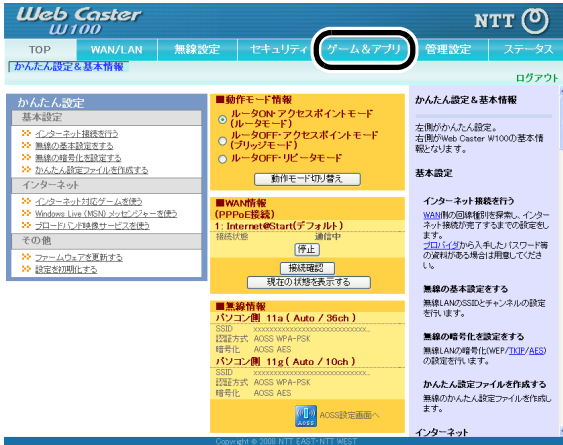 Web Caster
W100
NTT
TOP
WAN/LAN
無線設定
セキュリティ
ゲーム&アプリ
管理設定
ステータス
かんたん設定&基本情報
ログアウト
かんたん設定
基本設定
インターネット接続を行う
無線の基本設定をする
無線の暗号化を設定する
かんたん設定ファイルを作成する
インターネット
インターネット対応ゲームを使う
Windows Live (MSN) メッセンジャーを使う
ブロードバンド映像サービスを使う
その他
ファームウェアを更新する
設定を初期化する
■動作モード情報
ルータON・アクセスポイントモード
(ルータモード)
ルータOFF・アクセスポイントモード
(ブリッジモード)
ルータOFF・リピータモード
動作モード切り替え
■WAN情報
(PPPoE接続)
1: Internet@Start(デフォルト)
接続状態 通信中
停止
接続確認
現在の状態を表示する
■無線情報
パソコン側 11a ( Auto / 36ch )
SSID xxxxxxxxxxxxxxxxxxxxxxxxxx..
認証方式 AOSS WPA-PSK
暗号化 AOSS AES
パソコン側 11g ( Auto / 10ch )
SSID xxxxxxxxxxxxxxxxxxxxxxxxxx..
認証方式 AOSS WPA-PSK
暗号化 AOSS AES
AOSS
AOSS設定画面へ
かんたん設定&基本情報
左側がかんたん設定。
右側がWeb Caster W100の基本情
報となります。
基本設定
インターネット接続を行う
WAN側の回線種別を探索し、インター
ネット接続が完了するまでの設定をし
ます。
プロバイダから入手したパスワード等
の資料がある場合は用意してくださ
い。
無線の基本設定をする
無線LANのSSIDとチャンネルの設定
を行います。
無線の暗号化を設定をする
無線LANの暗号化(WEP/TKIP/AES)
の設定を行います。
かんたん設定ファイルを作成する
無線のかんたん設定ファイルを作成し
ます。
インターネット
Copyright © 2008 NTT EAST・NTT WEST